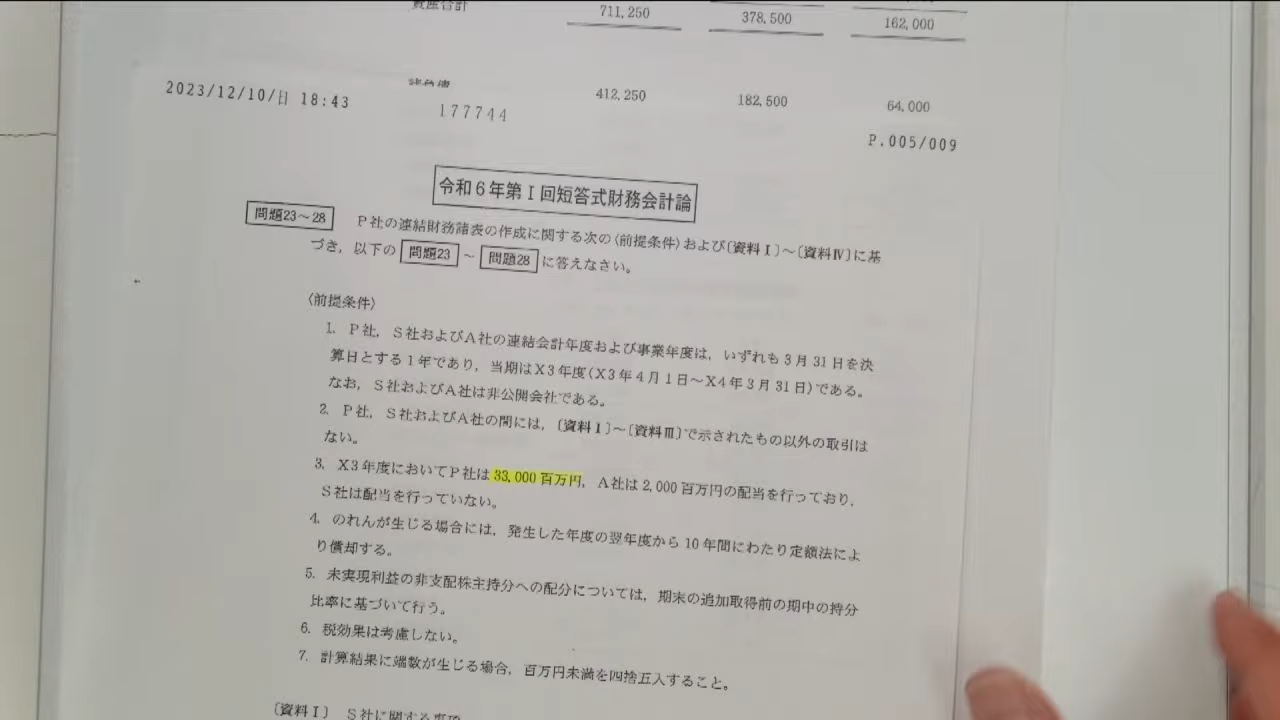 資産合計 711,250 378,500 162,000
諸負債 412,250 182,500 64,000
2023/12/10/日 18:43 177744 P.005/009
令和6年第Ⅰ回短答式財務会計論
問題23~28 P社の連結財務諸表の作成に関する次の〈前提条件〉および〔資料Ⅰ〕~〔資料Ⅳ〕に基
づき,以下の 問題23 ~ 問題28 に答えなさい。
〈前提条件〉
1. P社,S社およびA社の連結会計年度および事業年度は,いずれも3月31日を決
算日とする1年であり,当期はX3年度(X3年4月1日~X4年3月31日)である。
なお,S社およびA社は非公開会社である。
2. P社,S社およびA社の間には,〔資料Ⅰ〕~〔資料Ⅲ〕で示されたもの以外の取引は
ない。
3. X3年度においてP社は33,000百万円,A社は2,000百万円の配当を行っており,
S社は配当を行っていない。
4. のれんが生じる場合には,発生した年度の翌年度から10年間にわたり定額法によ
り償却する。
5. 未実現利益の非支配株主持分への配分については,期末の追加取得前の期中の持分
比率に基づいて行う。
6. 税効果は考慮しない。
7. 計算結果に端数が生じる場合,百万円未満を四捨五入すること。
〔資料Ⅰ〕 S社に関する事項